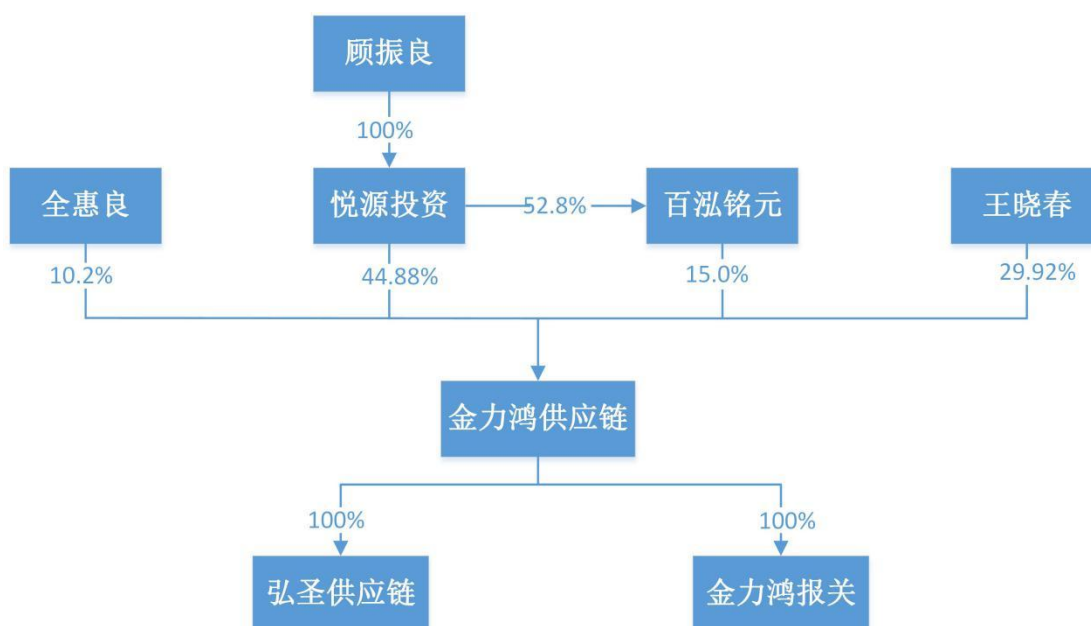 顾振良
100%
全惠良
悦源投资
52.8%
百泓铭元
王晓春
10.2%
44.88%
15.0%
29.92%
金力鸿供应链
100%
100%
弘圣供应链
金力鸿报关